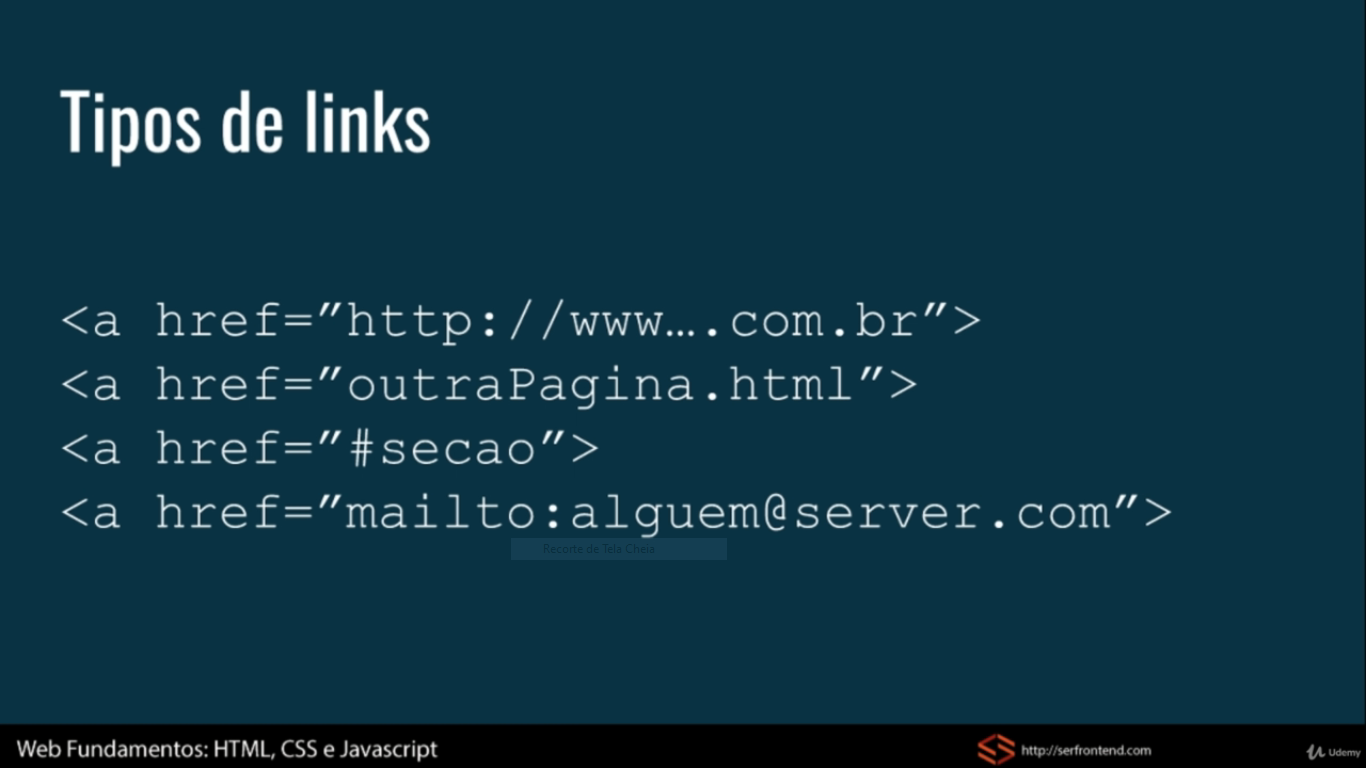 Tipos de links
<a href=”http://www….com.br”>
<a href=”outraPagina.html”>
<a href=”#secao”>
<a href=”mailto:alguem@server.com”>
Recorte de Tela Cheia
Web Fundamentos: HTML, CSS e Javascript
http://serfrontend.com
Udemy